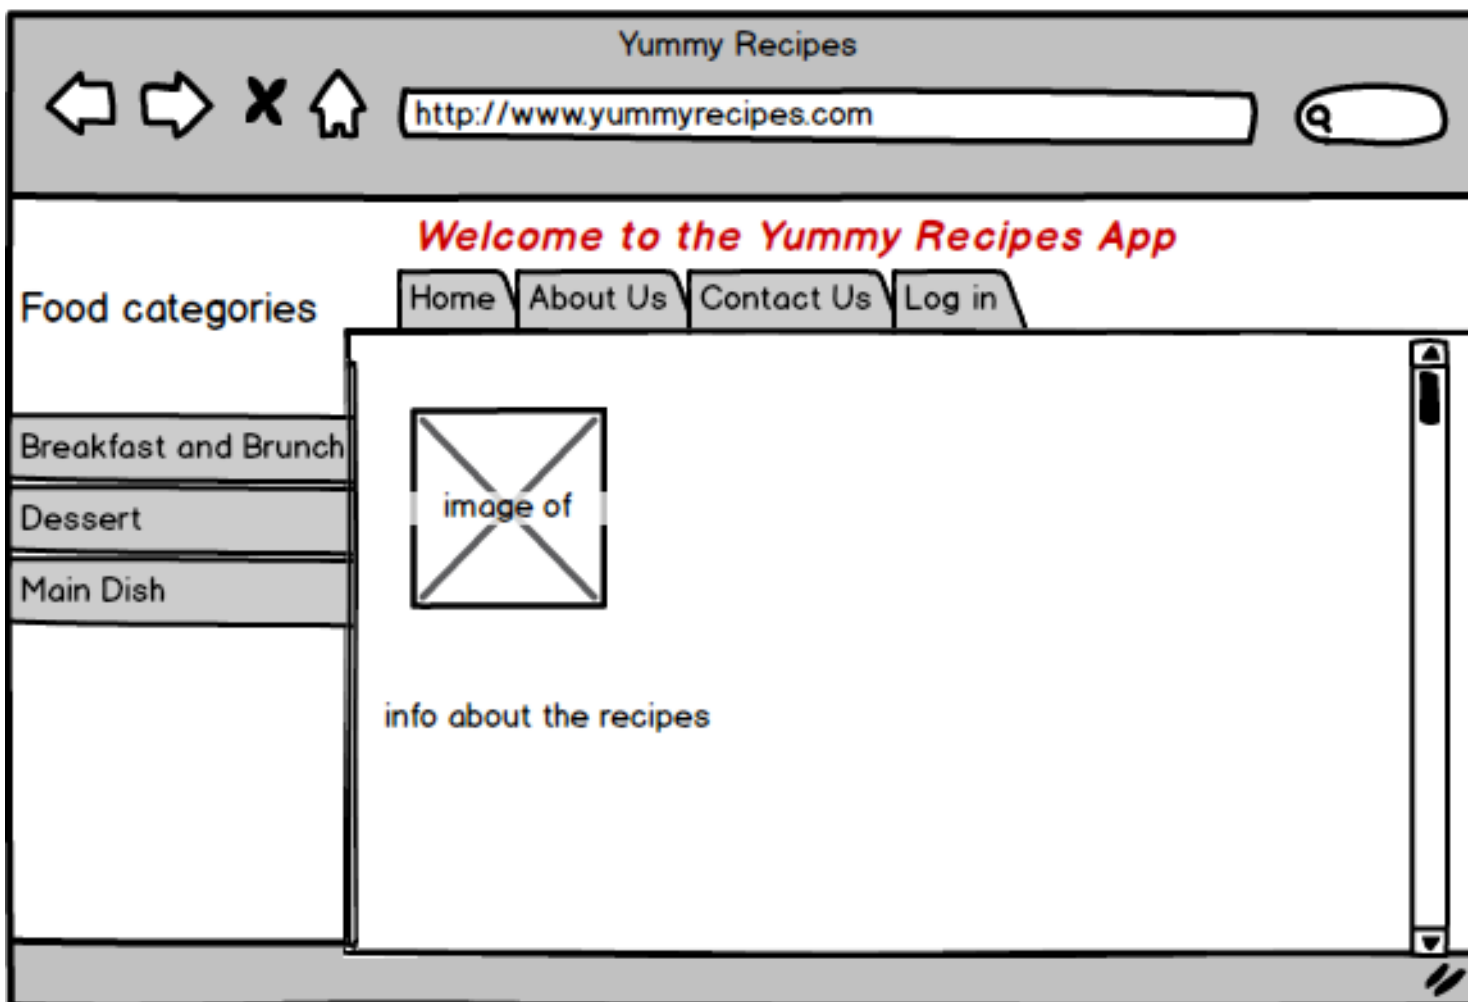 Yummy Recipes
http://www.yummyrecipes.com
Welcome to the Yummy Recipes App
Food categories
Home
About Us
Contact Us
Log in
Breakfast and Brunch
Dessert
Main Dish
image of
info about the recipes